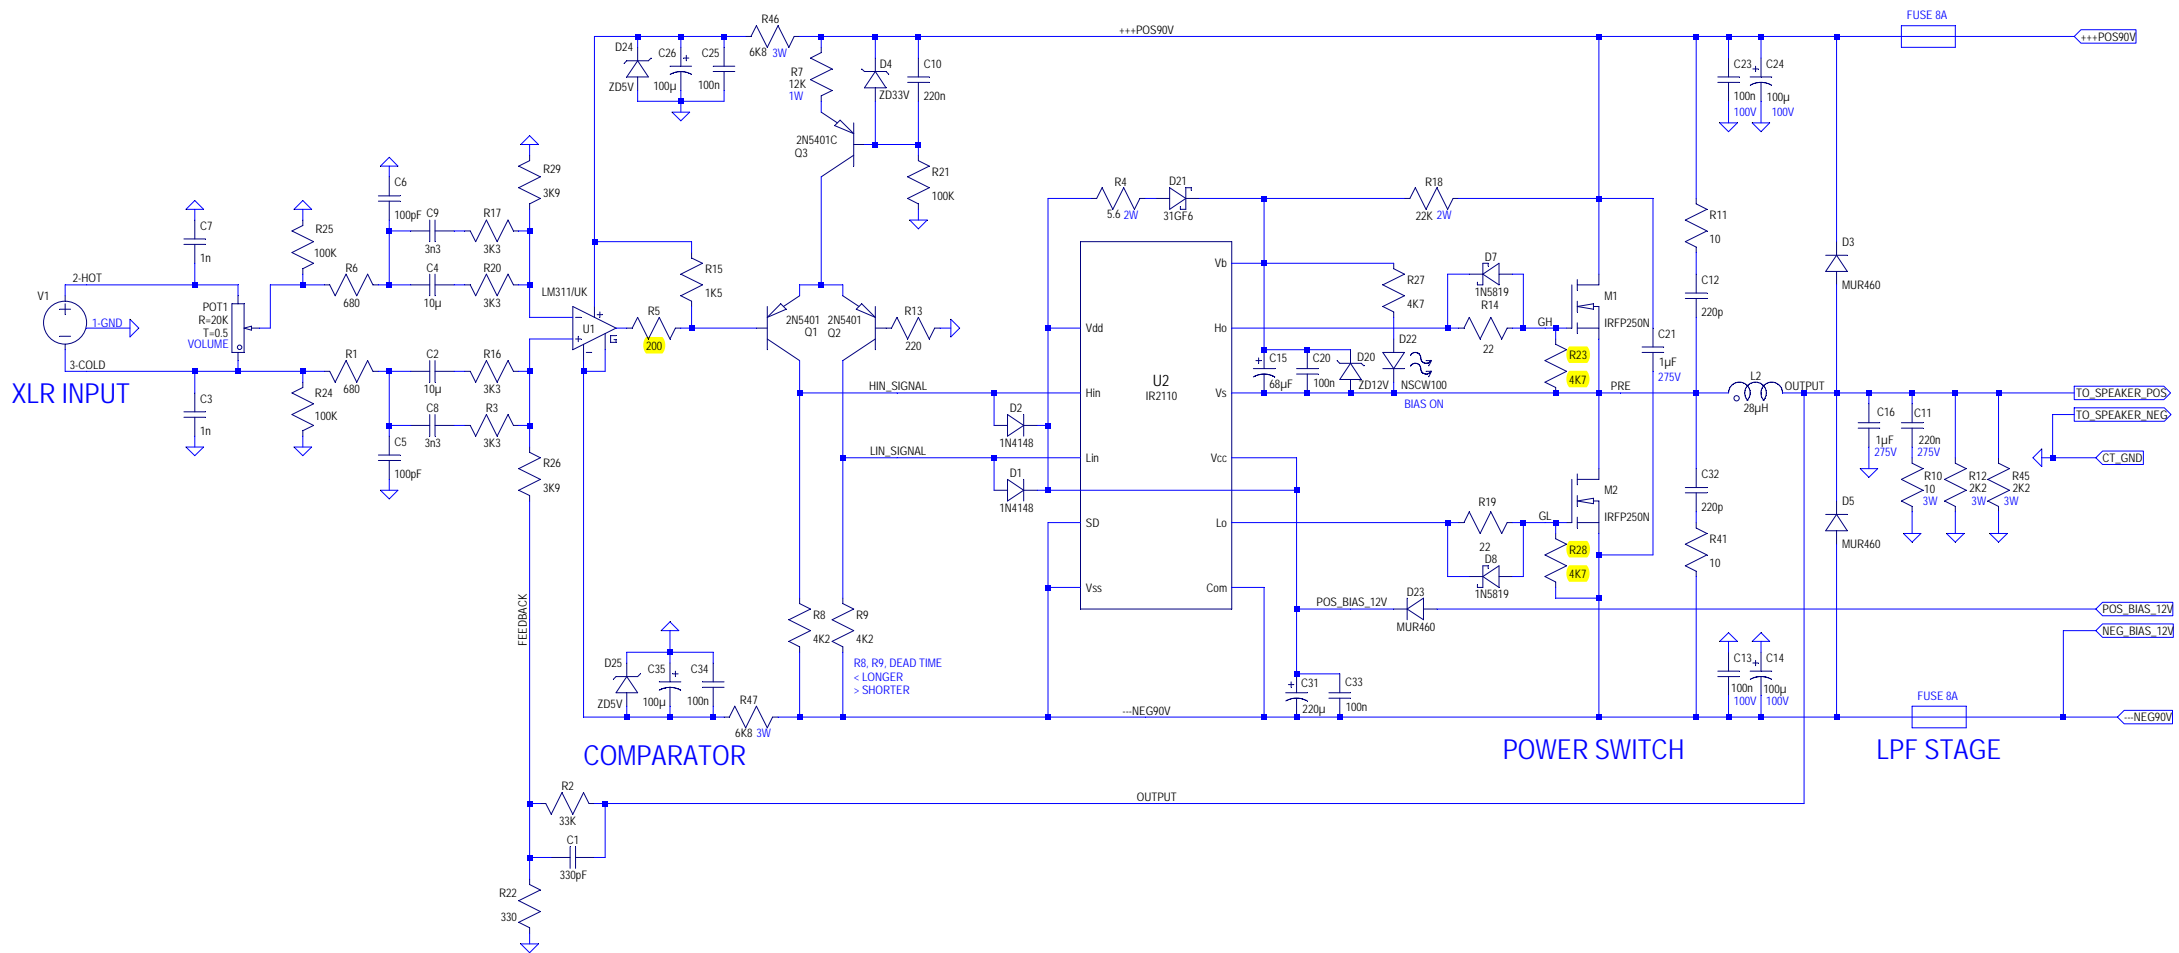 FUSE 8A
R46
+++POS90V
+++POS90V
6K8 3W
D24
ZD5V
C26
100µ
C25
100n
R7
12K
1W
D4
ZD33V
C10
220n
C23
100n
100V
C24
100µ
100V
2N5401C
Q3
R29
3K9
R21
100K
C6
100pF
C9
3n3
R17
3K3
R4
5.6 2W
D21
31GF6
R18
22K 2W
R11
10
C7
1n
R25
100K
D3
MUR460
2-HOT
R6
680
C4
10µ
R20
3K3
R15
1K5
Vb
R27
4K7
D7
1N5819
R14
22
C12
220p
V1
1-GND
POT1
R=20K
T=0.5
VOLUME
LM311/UK
U1
G
R5
200
2N5401
Q1
2N5401
Q2
R13
220
Vdd
Ho
GH
M1
IRFP250N
D22
NSCW100
R23
4K7
C21
1µF
275V
3-COLD
R1
680
C2
10µ
R16
3K3
C15
68µF
C20
100n
D20
ZD12V
XLR INPUT
HIN_SIGNAL
Hin
U2
IR2110
Vs
BIAS ON
PRE
L2
28µH
OUTPUT
TO_SPEAKER_POS
TO_SPEAKER_NEG
R24
100K
C3
1n
C8
3n3
R3
3K3
C5
100pF
D2
1N4148
C16
1µF
275V
C11
220n
275V
CT_GND
LIN_SIGNAL
Lin
Vcc
R26
3K9
D1
1N4148
M2
IRFP250N
C32
220p
R10
10
3W
R12
2K2
3W
R45
2K2
3W
SD
Lo
R19
22
GL
D5
MUR460
D8
1N5819
R28
4K7
R41
10
Vss
Com
FEEDBACK
R8
4K2
R9
4K2
POS_BIAS_12V
D23
MUR460
POS_BIAS_12V
NEG_BIAS_12V
R8, R9, DEAD TIME
< LONGER
> SHORTER
D25
ZD5V
C35
100µ
C34
100n
R47
6K8 3W
C31
220µ
C33
100n
C13
100n
100V
C14
100µ
100V
FUSE 8A
---NEG90V
---NEG90V
COMPARATOR
POWER SWITCH
LPF STAGE
R2
33K
OUTPUT
C1
330pF
R22
330